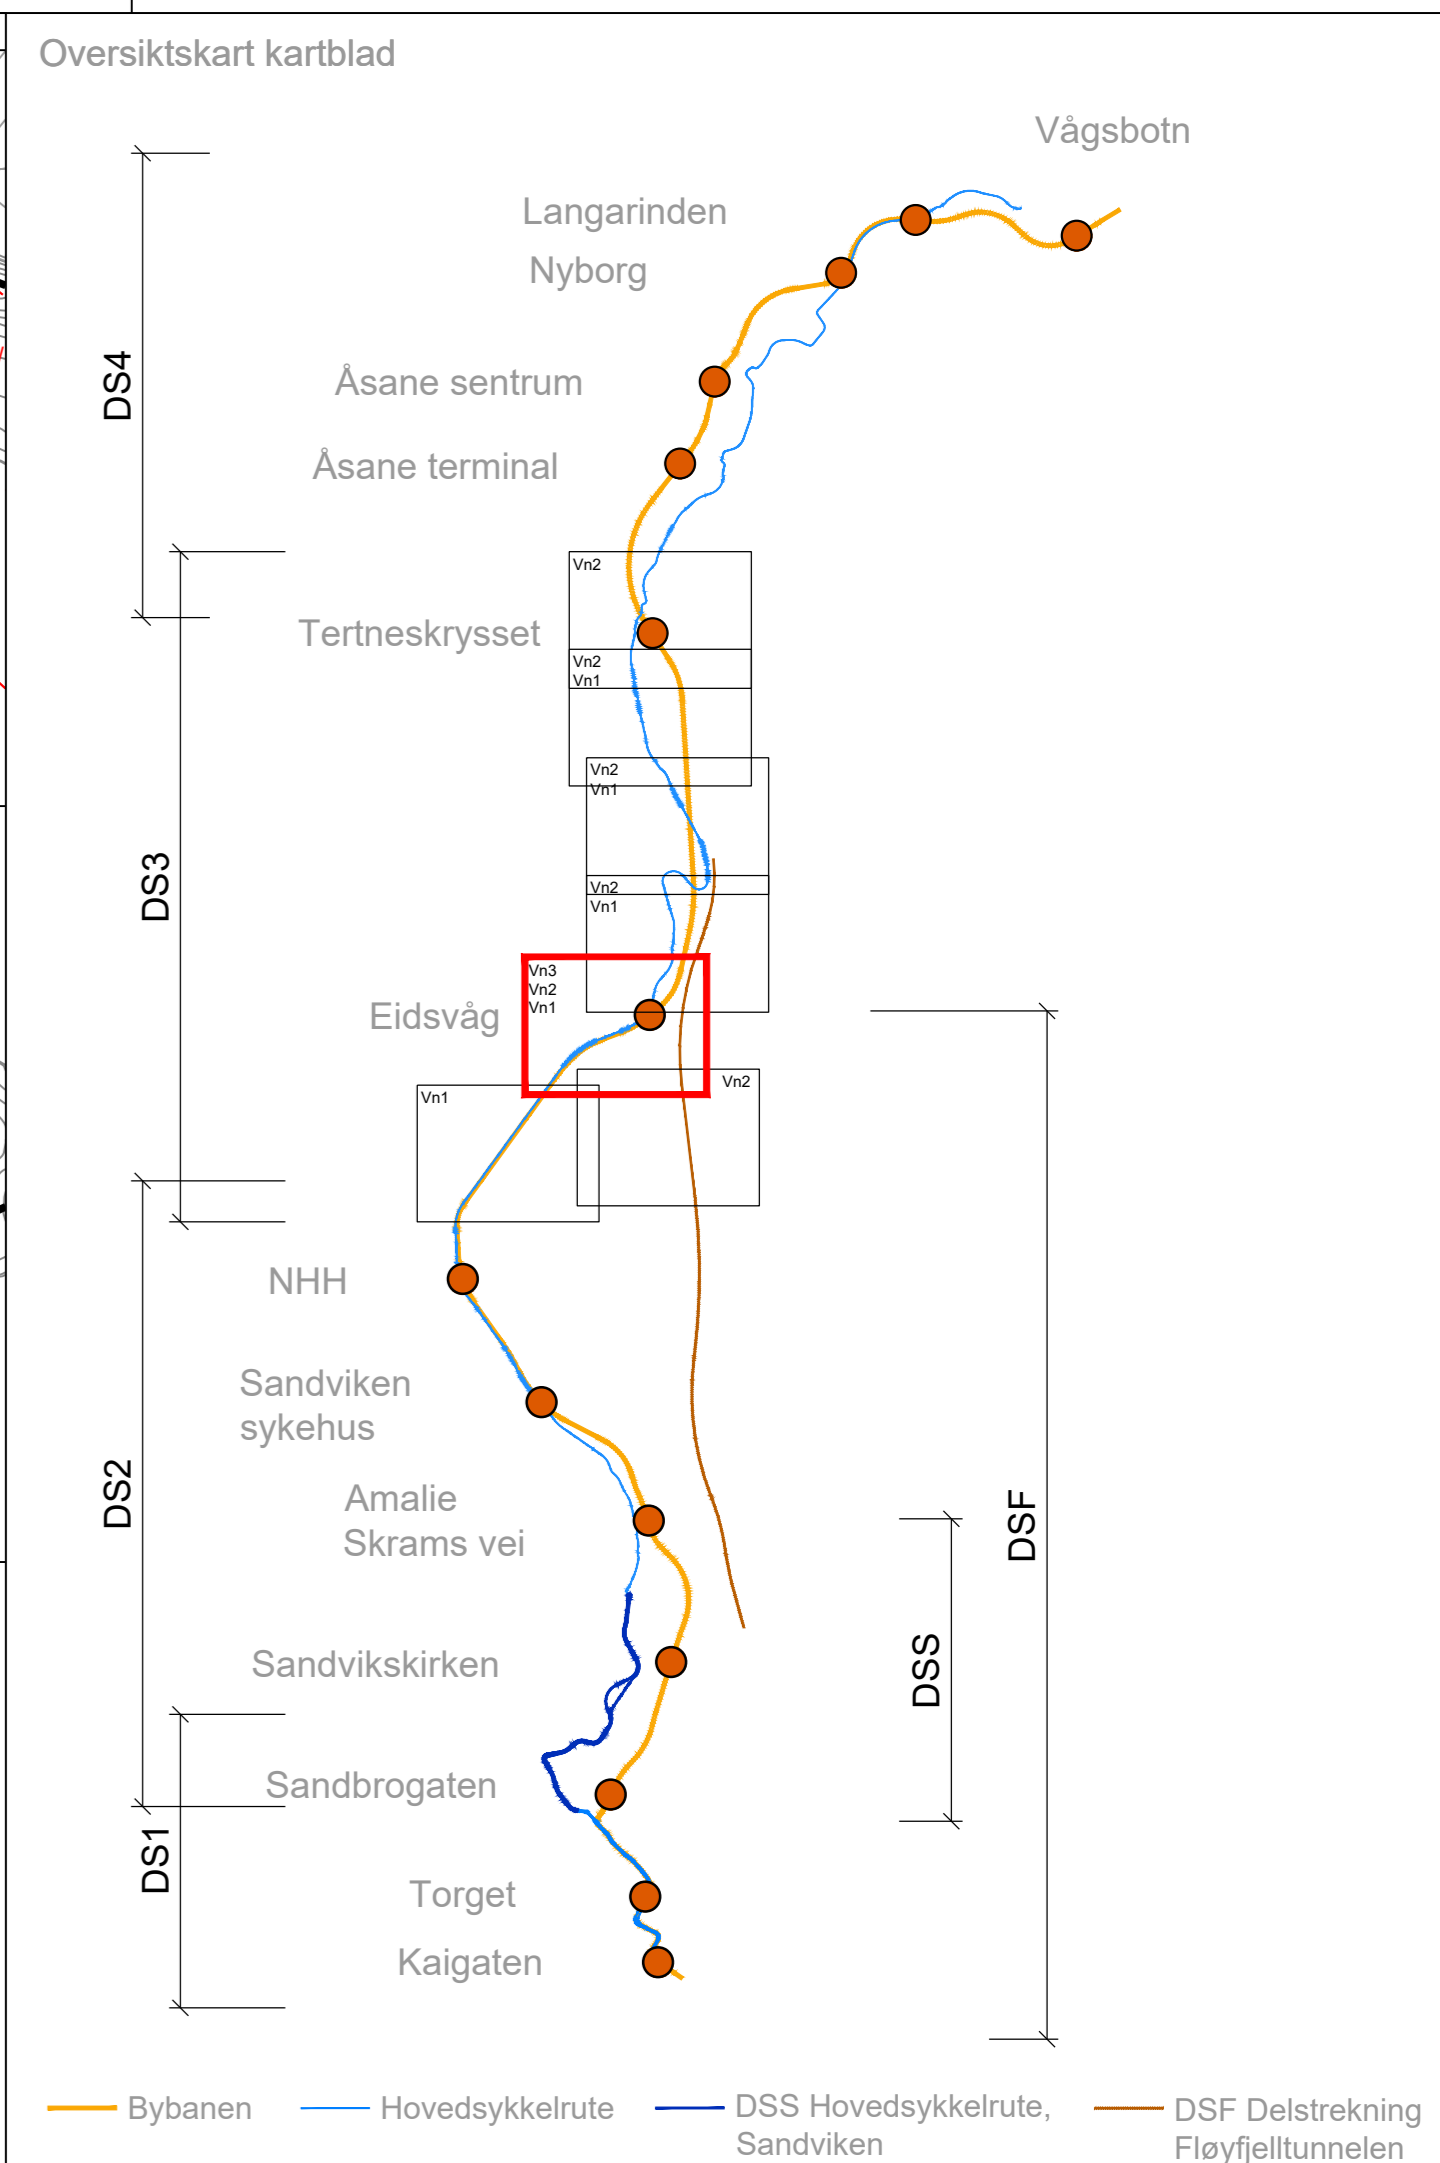 Oversiktskart kartblad
Vågsbotn
Langarinden
Nyborg
DS4
Åsane sentrum
Åsane terminal
Vn2
Tertneskrysset
Vn2
Vn1
Vn2
Vn1
DS3
Vn2
Vn1
Vn3
Vn2
Vn1
Eidsvåg
Vn2
Vn1
NHH
Sandviken
sykehus
DS2
Amalie
Skrams vei
DSF
DSS
Sandvikskirken
Sandbrogaten
DS1
Torget
Kaigaten
Bybanen
Hovedsykkelrute
DSS Hovedsykkelrute,
Sandviken
DSF Delstrekning
Fløyfjelltunnelen